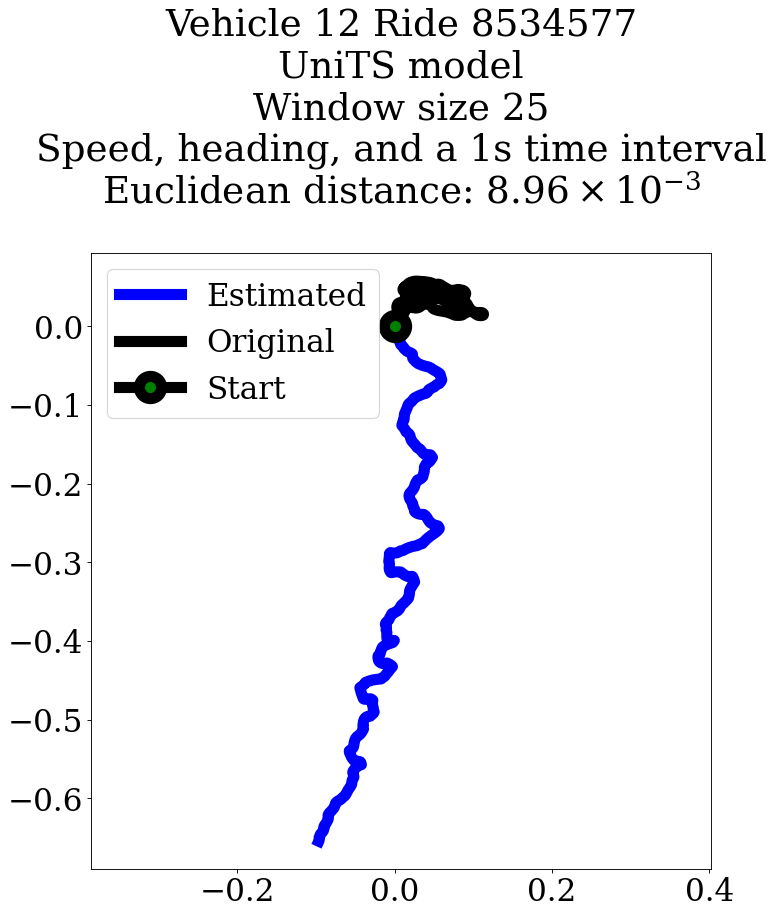 Vehicle 12 Ride 8534577
UniTS model
Window size 25
Speed, heading, and a 1s time interval
Euclidean distance: 8.96 × 10⁻³
Estimated
Original
Start
0.0
−0.1
−0.2
−0.3
−0.4
−0.5
−0.6
−0.2 0.0 0.2 0.4